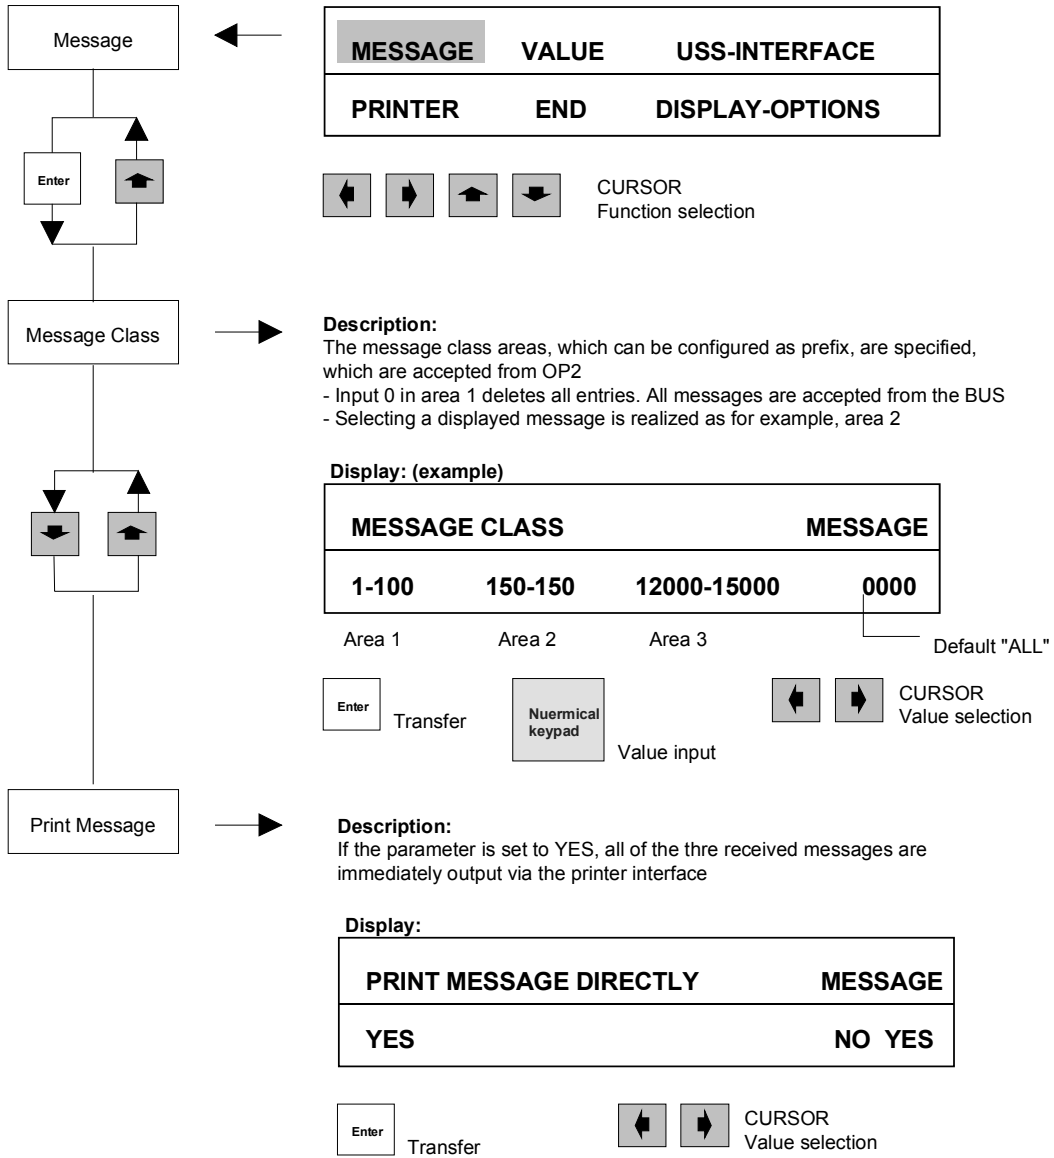 Message
MESSAGE VALUE USS-INTERFACE
PRINTER END DISPLAY-OPTIONS
Enter
CURSOR
Function selection
Message Class
Description:
The message class areas, which can be configured as prefix, are specified,
which are accepted from OP2
- Input 0 in area 1 deletes all entries. All messages are accepted from the BUS
- Selecting a displayed message is realized as for example, area 2
Display: (example)
MESSAGE CLASS MESSAGE
1-100 150-150 12000-15000 0000
Area 1 Area 2 Area 3
Default "ALL"
Enter
Transfer
Nuermical
keypad
Value input
CURSOR
Value selection
Print Message
Description:
If the parameter is set to YES, all of the thre received messages are
immediately output via the printer interface
Display:
PRINT MESSAGE DIRECTLY MESSAGE
YES NO YES
Enter
Transfer
CURSOR
Value selection